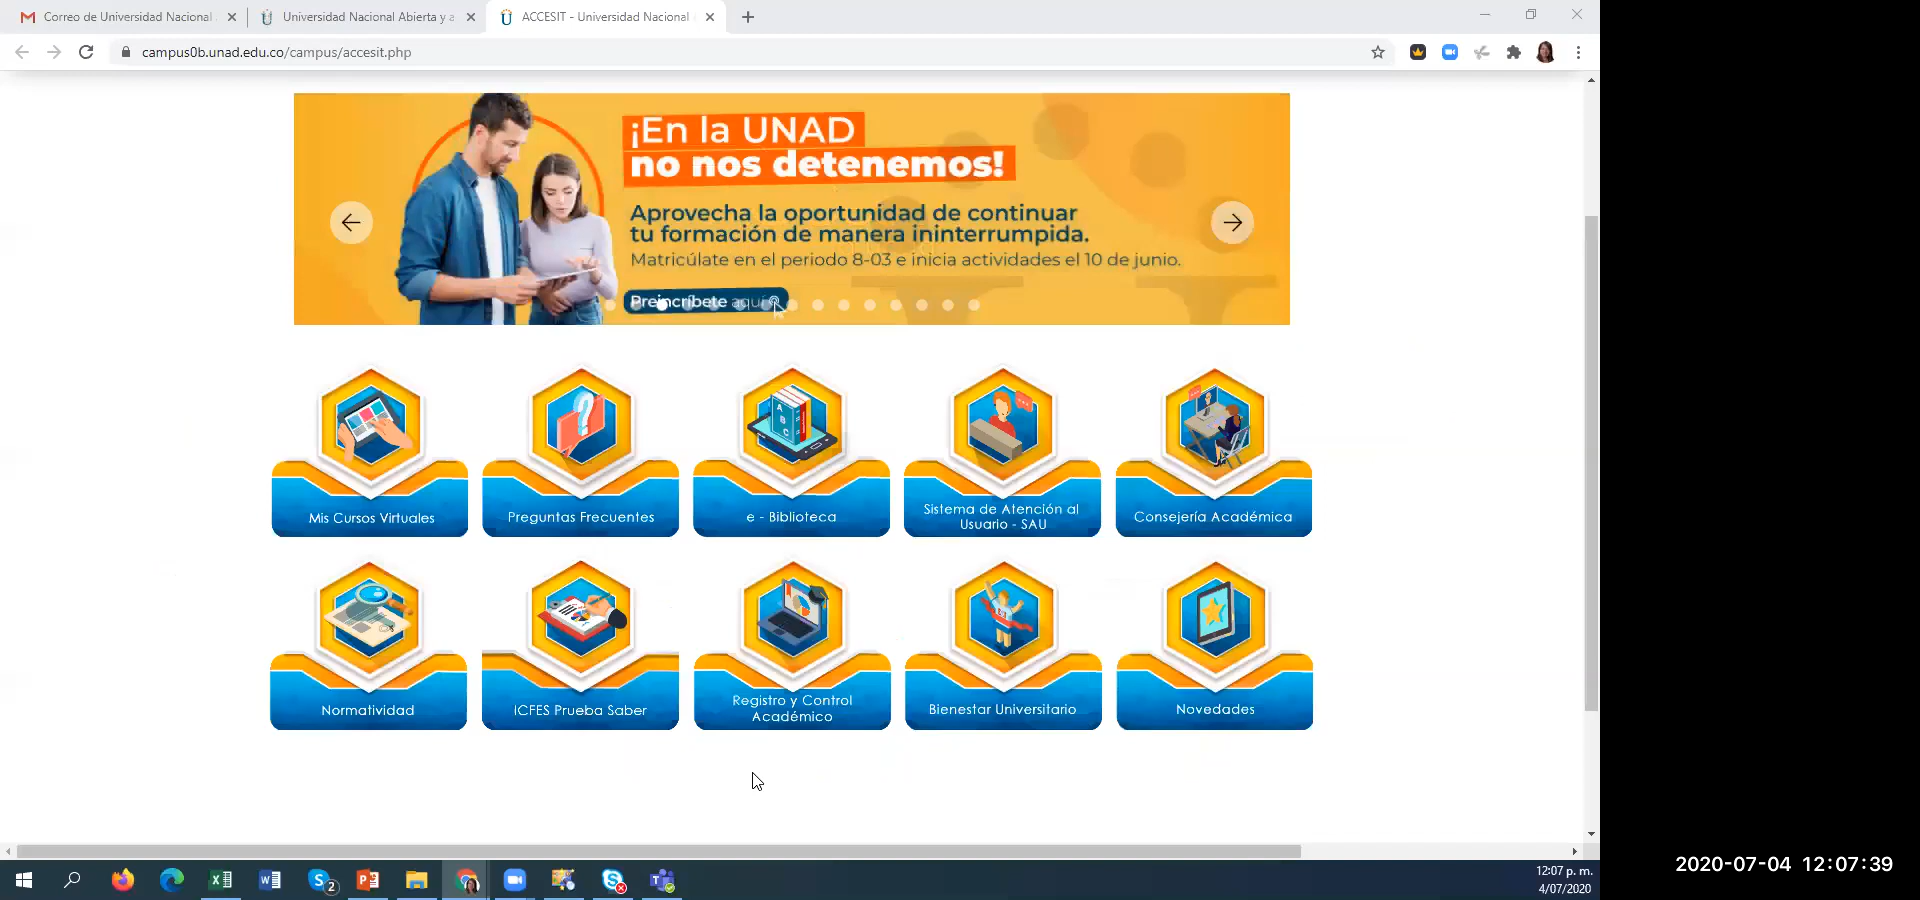 Correo de Universidad Nacional
Universidad Nacional Abierta y a
ACCESIT - Universidad Nacional
campus0b.unad.edu.co/campus/accesit.php
¡En la UNAD
no nos detenemos!
Aprovecha la oportunidad de continuar
tu formación de manera ininterrumpida.
Matricúlate en el periodo 8-03 e inicia actividades el 10 de junio.
Preincríbete aquí
A
B
C
Mis Cursos Virtuales
Preguntas Frecuentes
e - Biblioteca
Sistema de Atención al
Usuario - SAU
Consejería Académica
Normatividad
ICFES Prueba Saber
Registro y Control
Académico
Bienestar Universitario
Novedades
2
12:07 p. m.
4/07/2020
2020-07-04 12:07:39